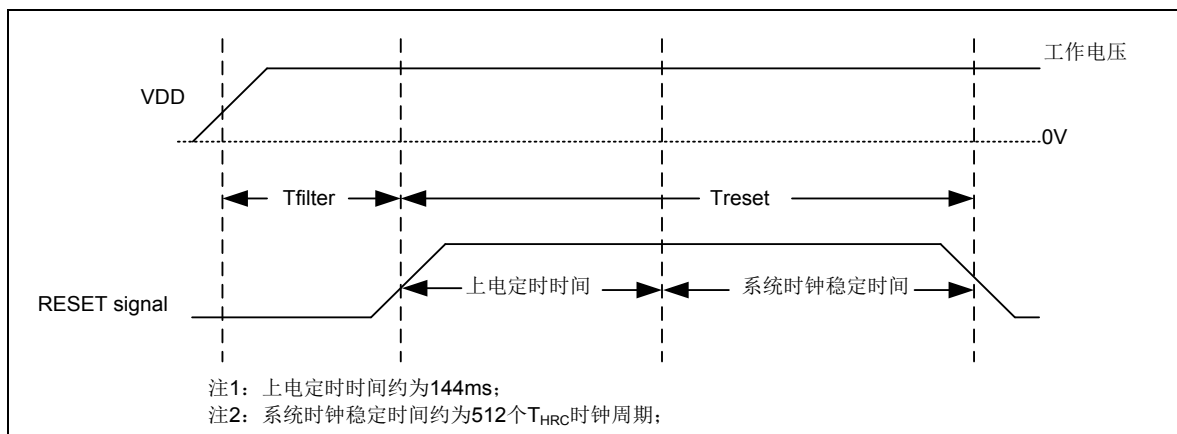 工作电压
VDD
0V
Tfilter
Treset
上电定时时间
系统时钟稳定时间
RESET signal
注1：上电定时时间约为144ms；
注2：系统时钟稳定时间约为512个THRC时钟周期；